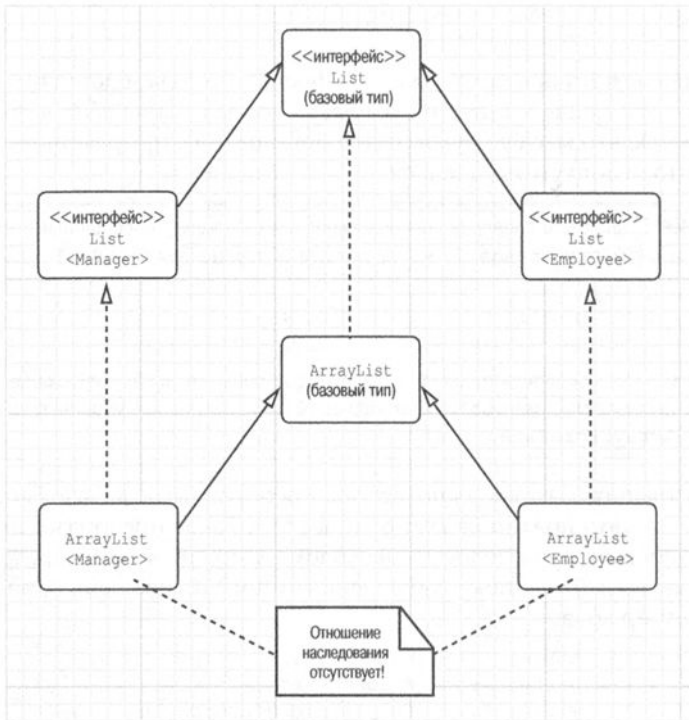 <<интерфейс>>
List
(базовый тип)
<<интерфейс>>
List
<Manager>
<<интерфейс>>
List
<Employee>
ArrayList
(базовый тип)
ArrayList
<Manager>
ArrayList
<Employee>
Отношение
наследования
отсутствует!